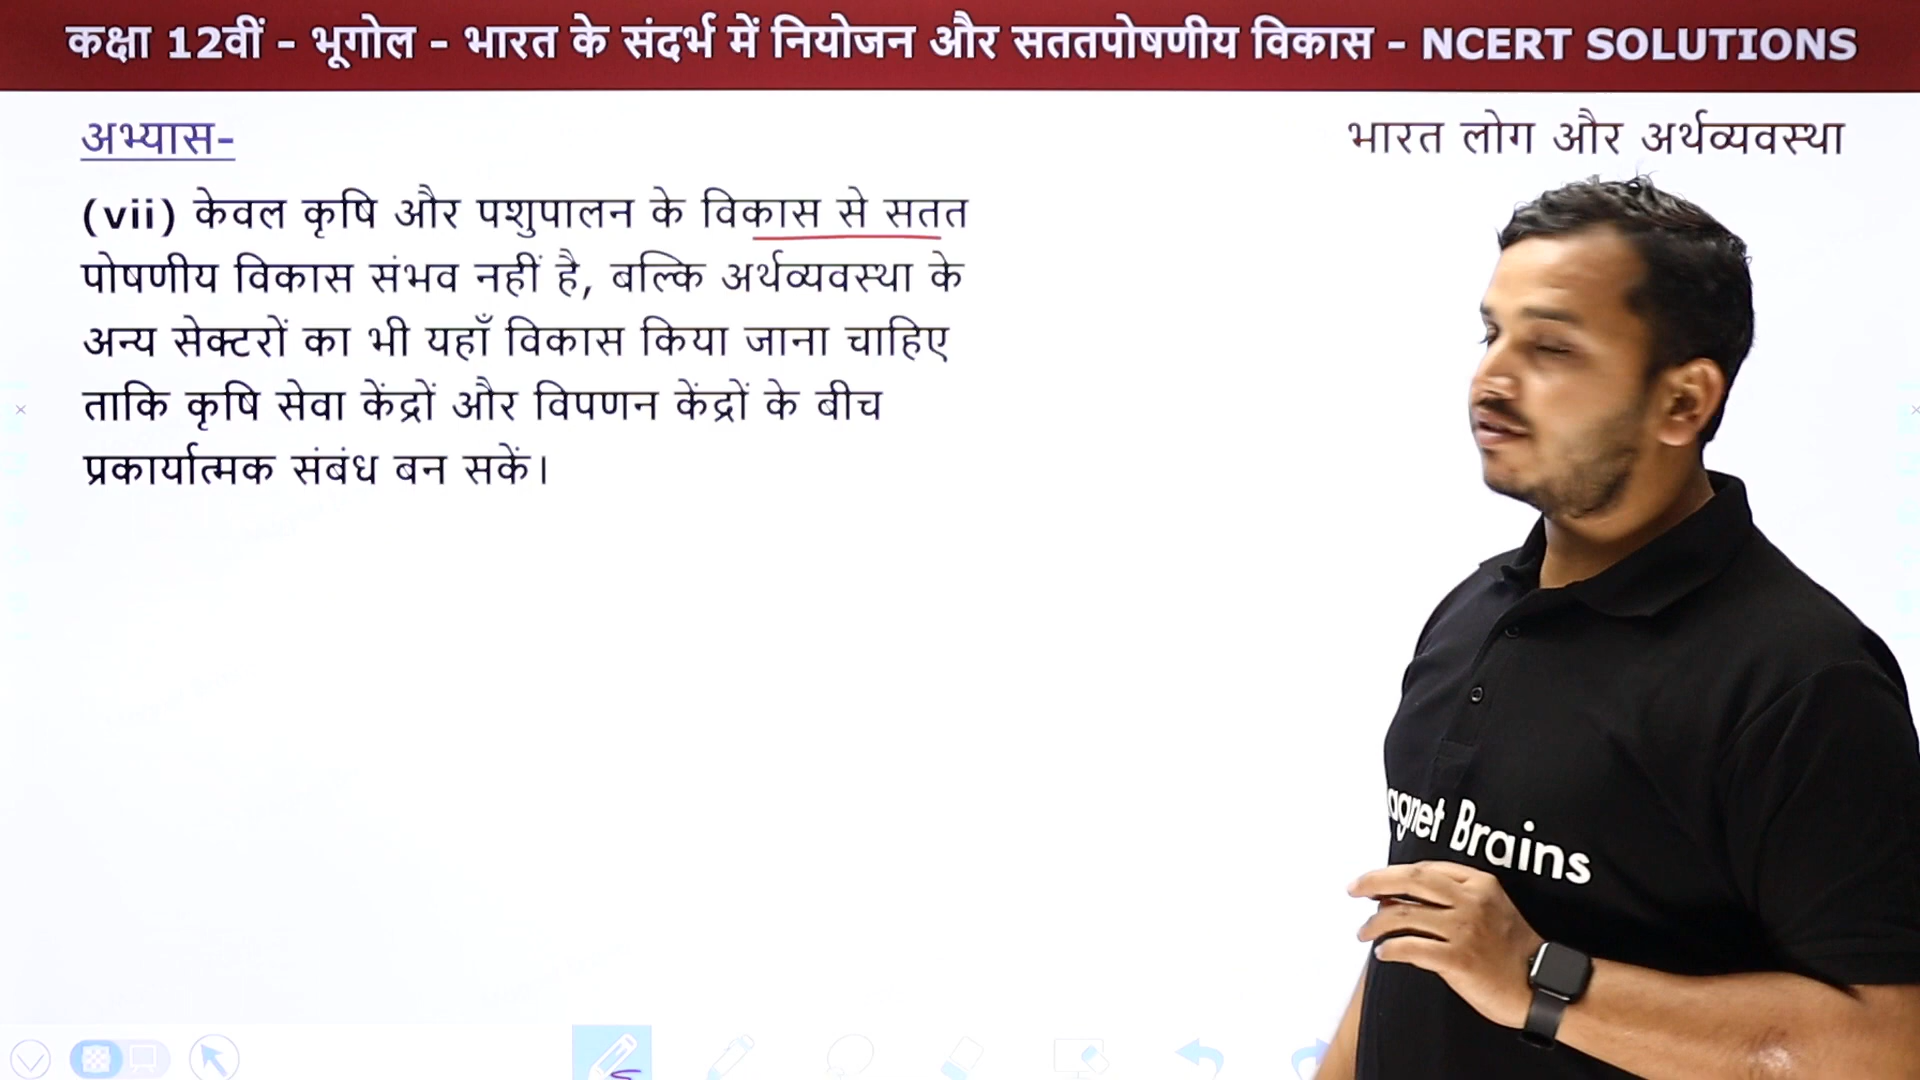 कक्षा 12वीं - भूगोल - भारत के संदर्भ में नियोजन और सततपोषणीय विकास - NCERT SOLUTIONS
अभ्यास-
भारत लोग और अर्थव्यवस्था
(vii) केवल कृषि और पशुपालन के विकास से सतत
पोषणीय विकास संभव नहीं है, बल्कि अर्थव्यवस्था के
अन्य सेक्टरों का भी यहाँ विकास किया जाना चाहिए
ताकि कृषि सेवा केंद्रों और विपणन केंद्रों के बीच
प्रकार्यात्मक संबंध बन सकें।
agnet Brains